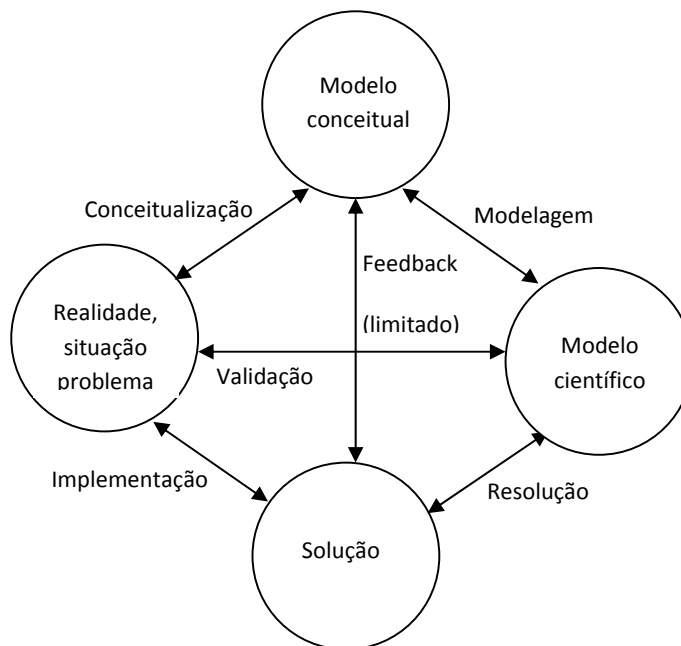 Modelo
conceitual
Conceitualização
Modelagem
Feedback
(limitado)
Realidade,
situação
problema
Validação
Modelo
científico
Implementação
Resolução
Solução